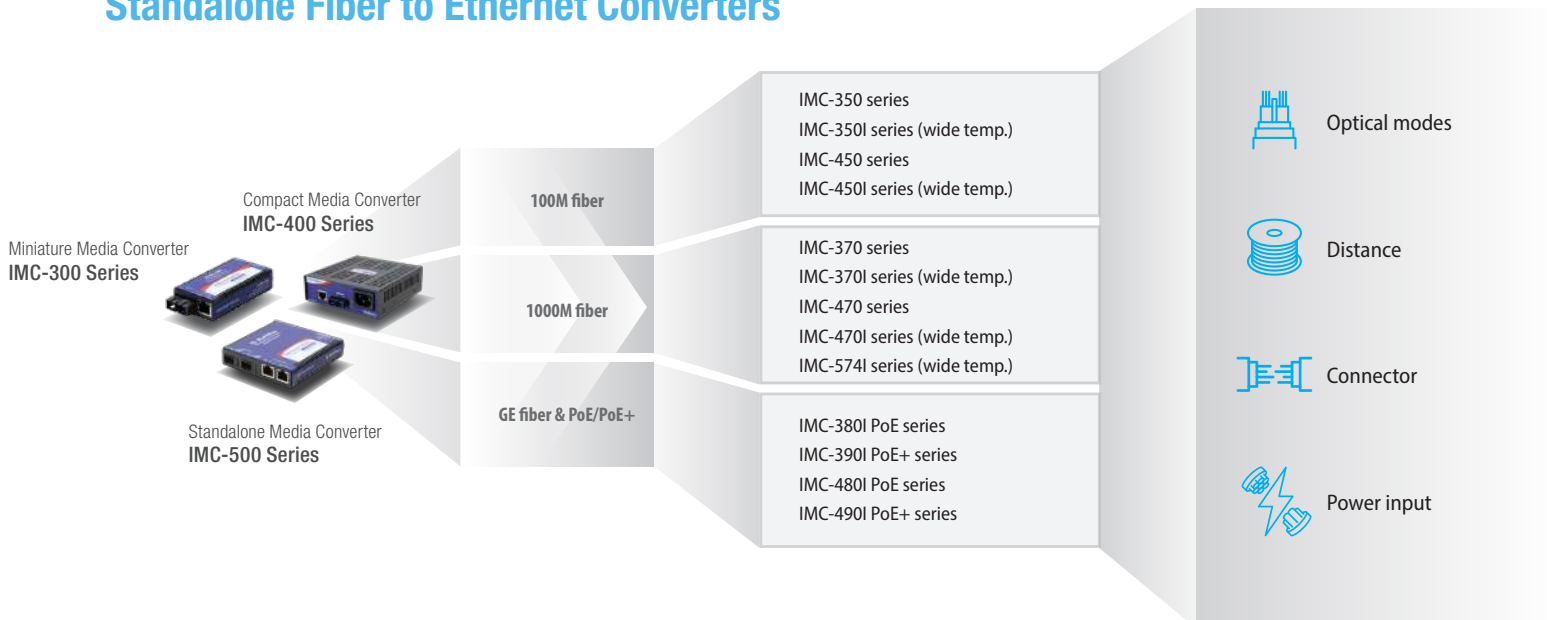 Standalone Fiber to Ethernet Converters
Compact Media Converter
IMC-400 Series
Miniature Media Converter
IMC-300 Series
Standalone Media Converter
IMC-500 Series
100M fiber
1000M fiber
GE fiber & PoE/PoE+
IMC-350 series
IMC-350I series (wide temp.)
IMC-450 series
IMC-450I series (wide temp.)
IMC-370 series
IMC-370I series (wide temp.)
IMC-470 series
IMC-470I series (wide temp.)
IMC-574I series (wide temp.)
IMC-380I PoE series
IMC-390I PoE+ series
IMC-480I PoE series
IMC-490I PoE+ series
Optical modes
Distance
Connector
Power input